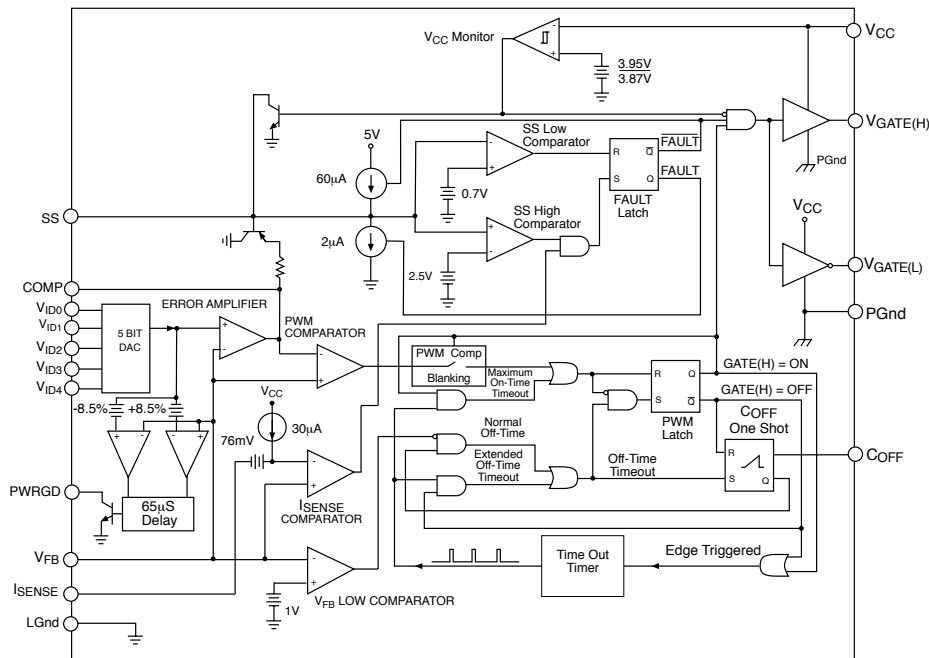 VCC Monitor
-
+
VCC
3.95V
3.87V
VGATE(H)
PGnd
5V
60µA
SS Low
Comparator
-
+
0.7V
R
Q
FAULT
S
Q
FAULT
FAULT
Latch
SS
2µA
SS High
Comparator
+
-
2.5V
VCC
VGATE(L)
PGnd
COMP
VID0
VID1
VID2
VID3
VID4
5 BIT
DAC
ERROR AMPLIFIER
+
-
PWM
COMPARATOR
-
+
PWM Comp
Blanking
Maximum
On-Time
Timeout
R
Q
GATE(H) = ON
S
Q
GATE(H) = OFF
PWM
Latch
COFF
One Shot
R
S
Q
COFF
-8.5%
+8.5%
+
-
-
+
VCC
30µA
76mV
-
+
ISENSE
COMPARATOR
Normal
Off-Time
Extended
Off-Time
Timeout
Off-Time
Timeout
PWRGD
65µS
Delay
VFB
-
+
1V
VFB LOW COMPARATOR
Time Out
Timer
Edge Triggered
ISENSE
LGnd